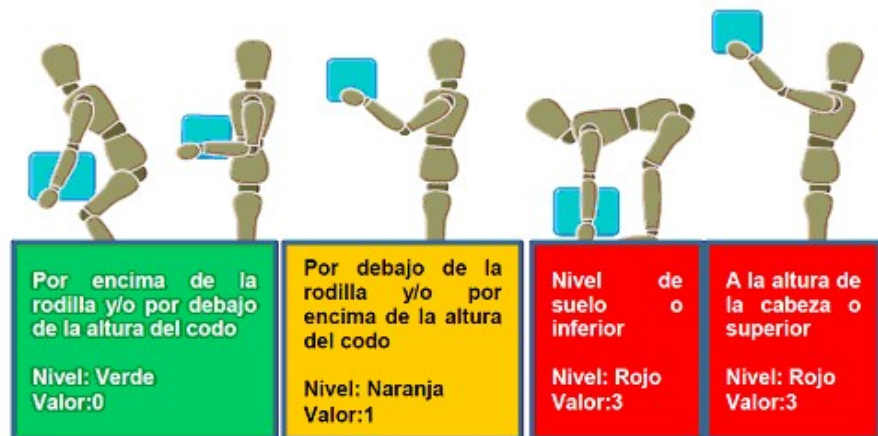 Por encima de la
rodilla y/o por debajo
de la altura del codo
Nivel: Verde
Valor:0
Por debajo de la
rodilla y/o por
encima de la altura
del codo
Nivel: Naranja
Valor:1
Nivel de
suelo o
inferior
Nivel: Rojo
Valor:3
A la altura de
la cabeza o
superior
Nivel: Rojo
Valor:3